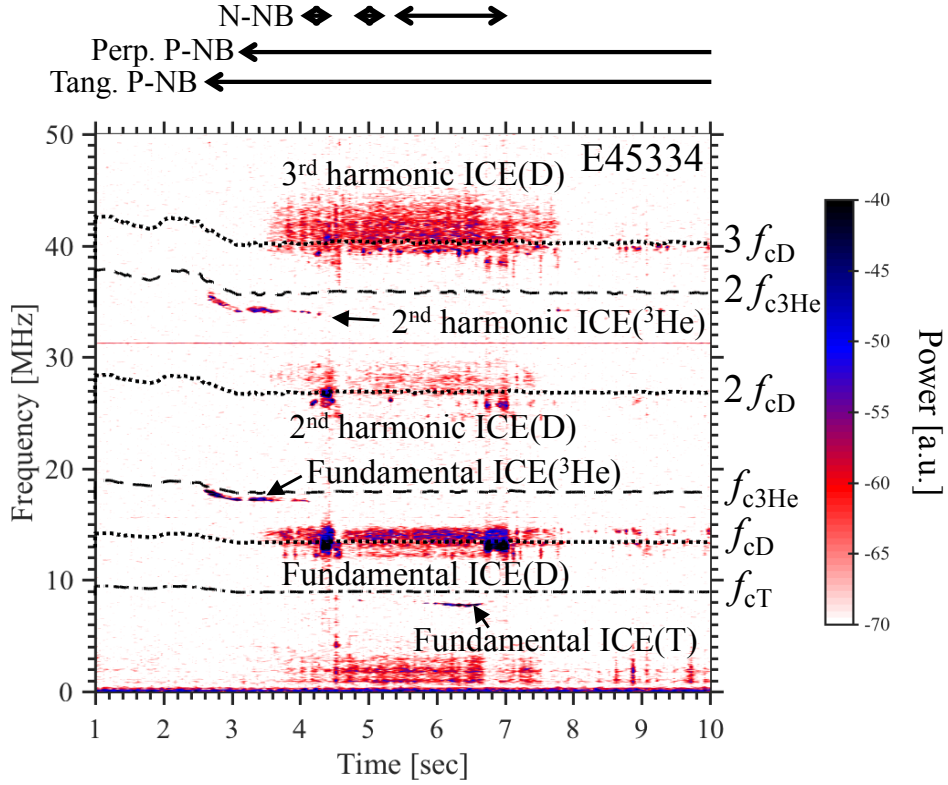 N-NB
Perp. P-NB
Tang. P-NB
E45334
3rd harmonic ICE(D)
2nd harmonic ICE(³He)
2nd harmonic ICE(D)
Fundamental ICE(³He)
Fundamental ICE(D)
Fundamental ICE(T)
50
40
30
20
10
0
Frequency [MHz]
1 2 3 4 5 6 7 8 9 10
Time [sec]
3 fcD
2 fc3He
2 fcD
fc3He
fcD
fcT
-40
-45
-50
-55
-60
-65
-70
Power [a.u.]